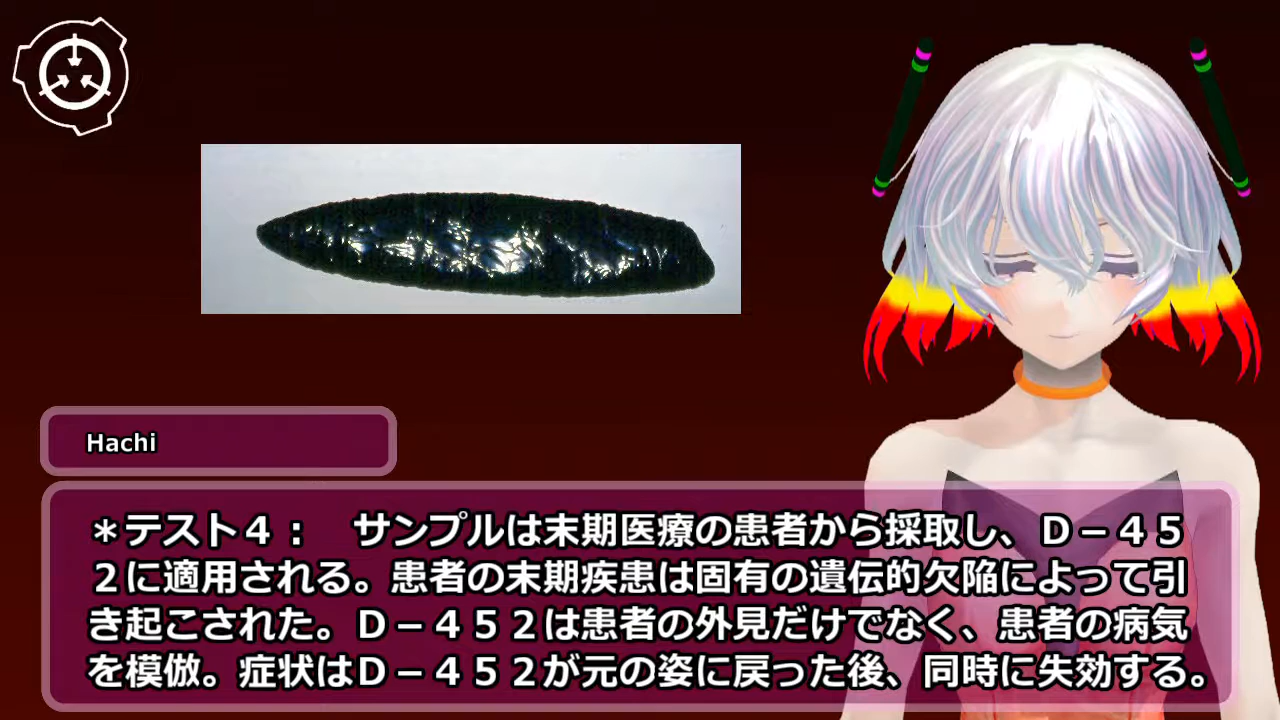 Hachi
＊テスト４：　サンプルは末期医療の患者から採取し、Ｄ－４５
２に適用される。患者の末期疾患は固有の遺伝的欠陥によって引
き起こされた。Ｄ－４５２は患者の外見だけでなく、患者の病気
を模倣。症状はＤ－４５２が元の姿に戻った後、同時に失効する。